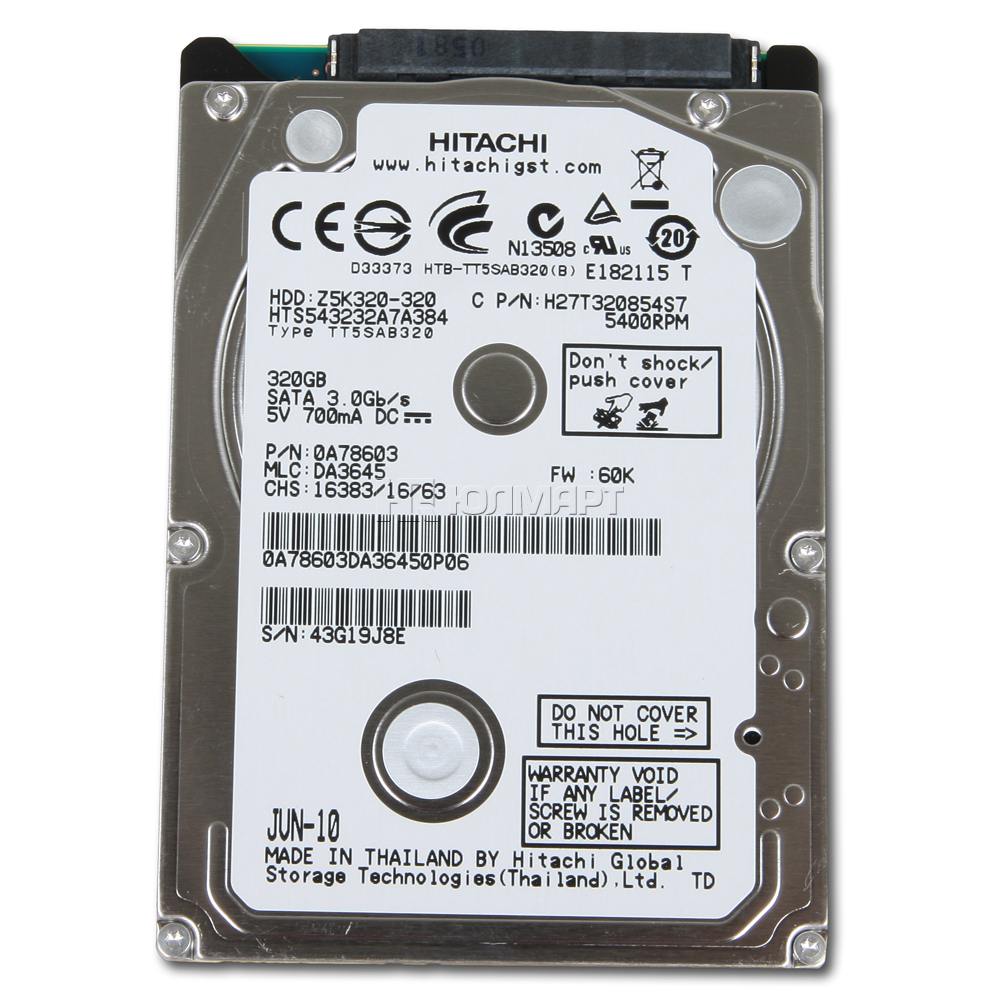 0581
HITACHI
www.hitachigst.com
N13508 c UL us 20
D33373 HTB-TT5SAB320(B) E182115 T
HDD:Z5K320-320 C P/N:H27T320854S7
HTS543232A7A384 5400RPM
Type TT5SAB320
Don't shock/
push cover
320GB
SATA 3.0Gb/s
5V 700mA DC
P/N:0A78603
MLC:DA3645 FW :60K
CHS:16383/16/63
ЮЛМАРТ
0A78603DA36450P06
S/N:43G19J8E
DO NOT COVER
THIS HOLE =>
WARRANTY VOID
IF ANY LABEL/
SCREW IS REMOVED
OR BROKEN
JUN-10
MADE IN THAILAND BY Hitachi Global
Storage Technologies(Thailand),Ltd. TD